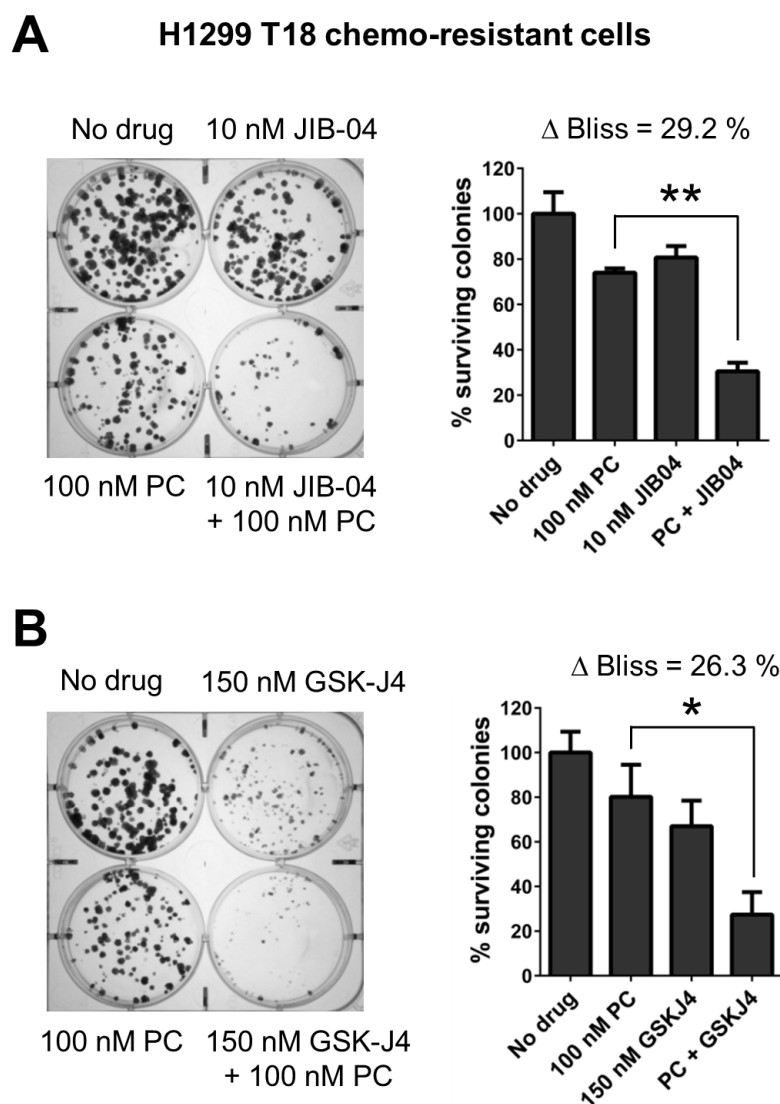 A
H1299 T18 chemo-resistant cells
No drug
10 nM JIB-04
100 nM PC
10 nM JIB-04
+ 100 nM PC
Δ Bliss = 29.2 %
**
% surviving colonies
120
100
80
60
40
20
0
No drug
100 nM PC
10 nM JIB04
PC + JIB04
B
No drug
150 nM GSK-J4
100 nM PC
150 nM GSK-J4
+ 100 nM PC
Δ Bliss = 26.3 %
*
% surviving colonies
120
100
80
60
40
20
0
No drug
100 nM PC
150 nM GSKJ4
PC + GSKJ4